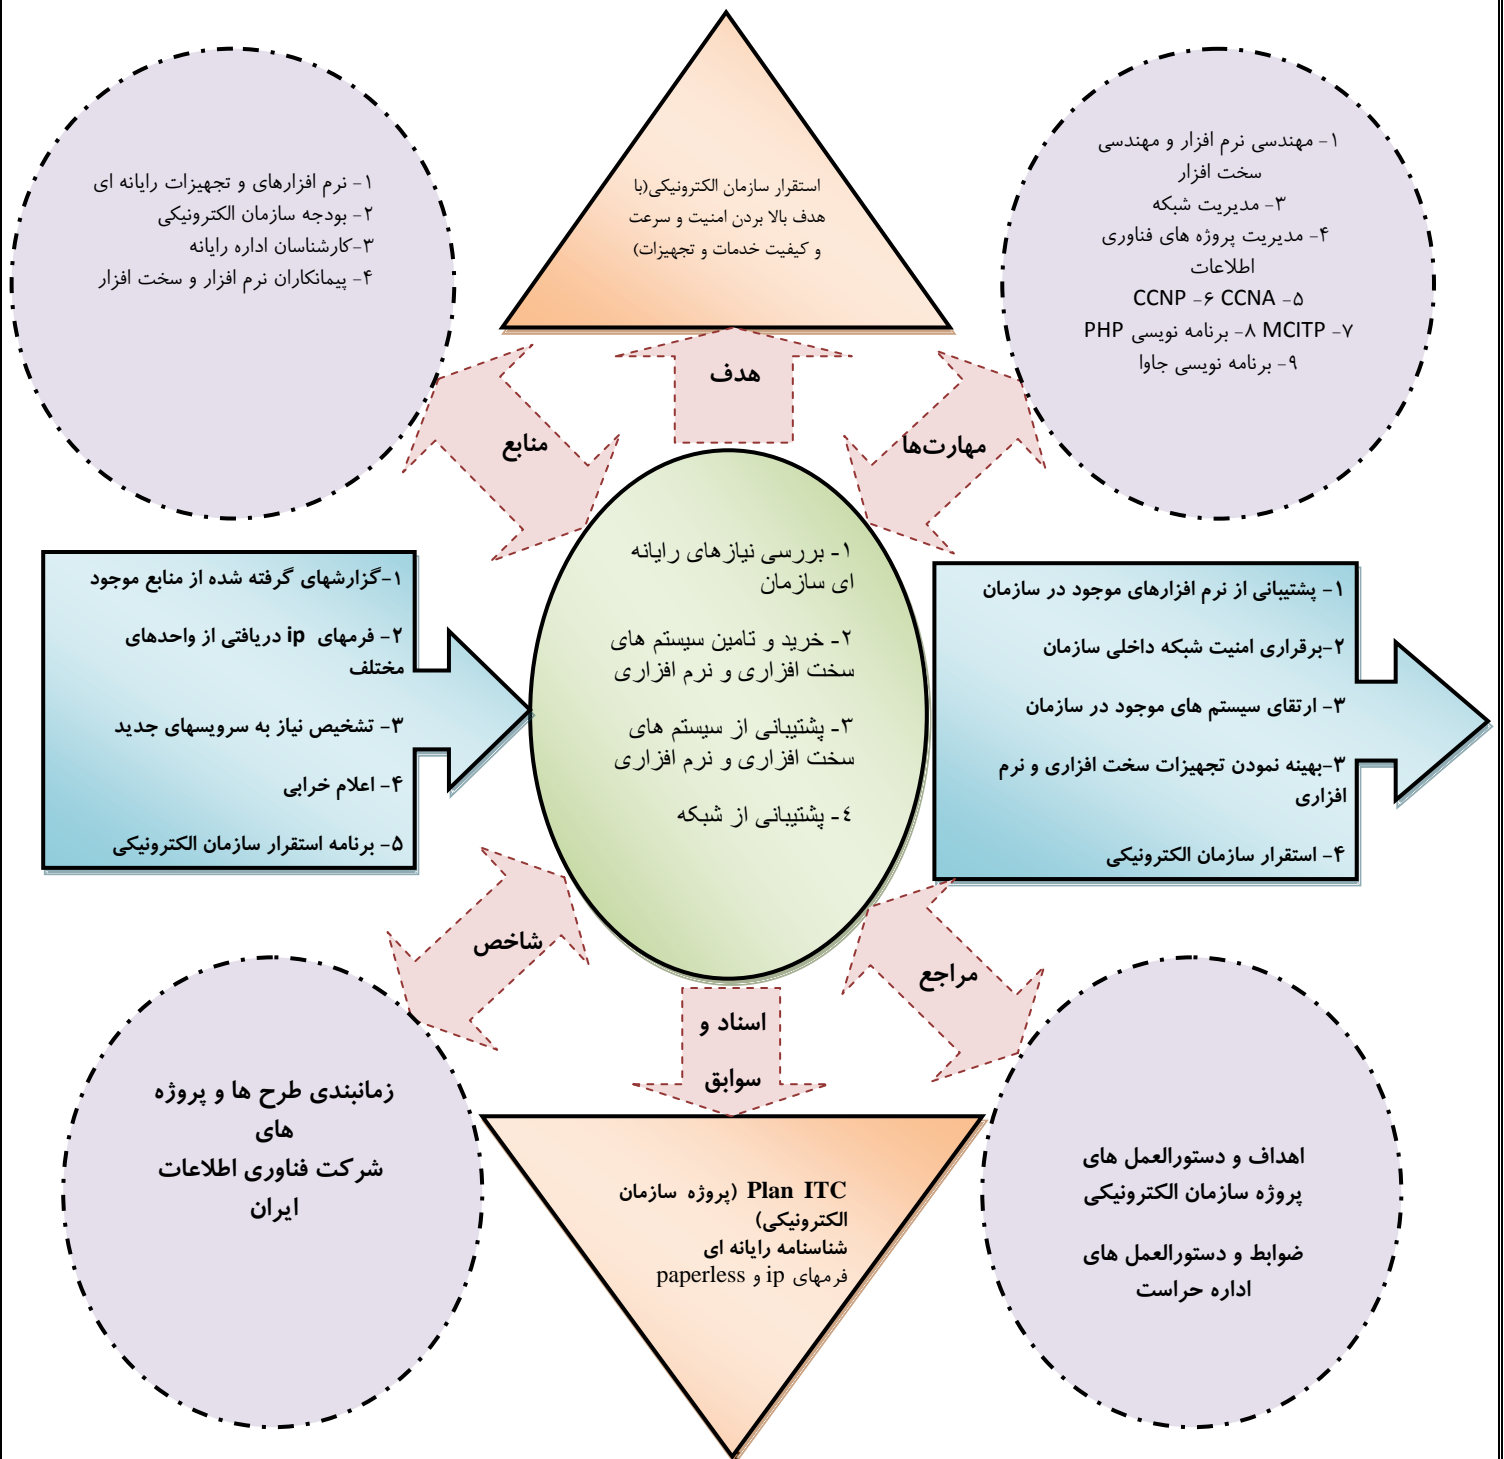 استقرار سازمان الکترونیکی(با
هدف بالا بردن امنیت و سرعت
و کیفیت خدمات و تجهیزات)
۱- مهندسی نرم افزار و مهندسی
سخت افزار
۳- مدیریت شبکه
۴- مدیریت پروژه های فناوری
اطلاعات
۵- CCNA ۶- CCNP
۷- MCITP ۸- برنامه نویسی PHP
۹- برنامه نویسی جاوا
۱- نرم افزارهای و تجهیزات رایانه ای
۲- بودجه سازمان الکترونیکی
۳-کارشناسان اداره رایانه
۴- پیمانکاران نرم افزار و سخت افزار
هدف
مهارت‌ها
منابع
۱- پشتیبانی از نرم افزارهای موجود در سازمان
۲-برقراری امنیت شبکه داخلی سازمان
۳- ارتقای سیستم های موجود در سازمان
۳-بهینه نمودن تجهیزات سخت افزاری و نرم
افزاری
۴- استقرار سازمان الکترونیکی
۱- بررسی نیازهای رایانه
ای سازمان
۲- خرید و تامین سیستم های
سخت افزاری و نرم افزاری
۳- پشتیبانی از سیستم های
سخت افزاری و نرم افزاری
٤- پشتیبانی از شبکه
۱-گزارشهای گرفته شده از منابع موجود
۲- فرمهای ip دریافتی از واحدهای
مختلف
۳- تشخیص نیاز به سرویسهای جدید
۴- اعلام خرابی
۵- برنامه استقرار سازمان الکترونیکی
مراجع
شاخص
اسناد و
سوابق
اهداف و دستورالعمل های
پروژه سازمان الکترونیکی
ضوابط و دستورالعمل های
اداره حراست
Plan ITC (پروژه سازمان
الکترونیکی)
شناسنامه رایانه ای
فرمهای ip و paperless
زمانبندی طرح ها و پروژه
های
شرکت فناوری اطلاعات
ایران